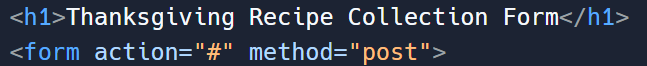 <h1>Thanksgiving Recipe Collection Form</h1>
<form action="#" method="post">